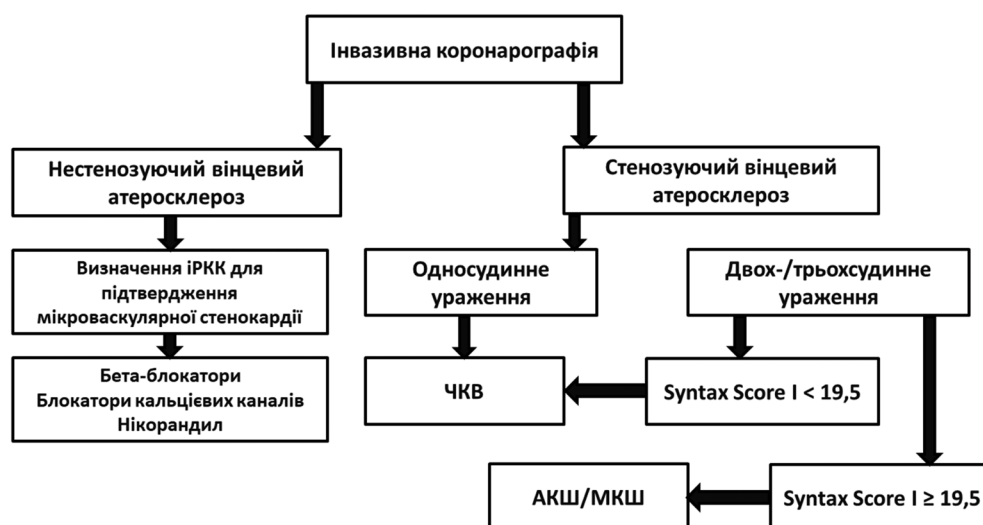 Інвазивна коронарографія
Нестенозуючий вінцевий
атеросклероз
Стенозуючий вінцевий
атеросклероз
Визначення іРКК для
підтвердження
мікроваскулярної стенокардії
Односудинне
ураження
Двох-/трьохсудинне
ураження
Бета-блокатори
Блокатори кальцієвих каналів
Нікорандил
ЧКВ
Syntax Score I < 19,5
АКШ/МКШ
Syntax Score I ≥ 19,5